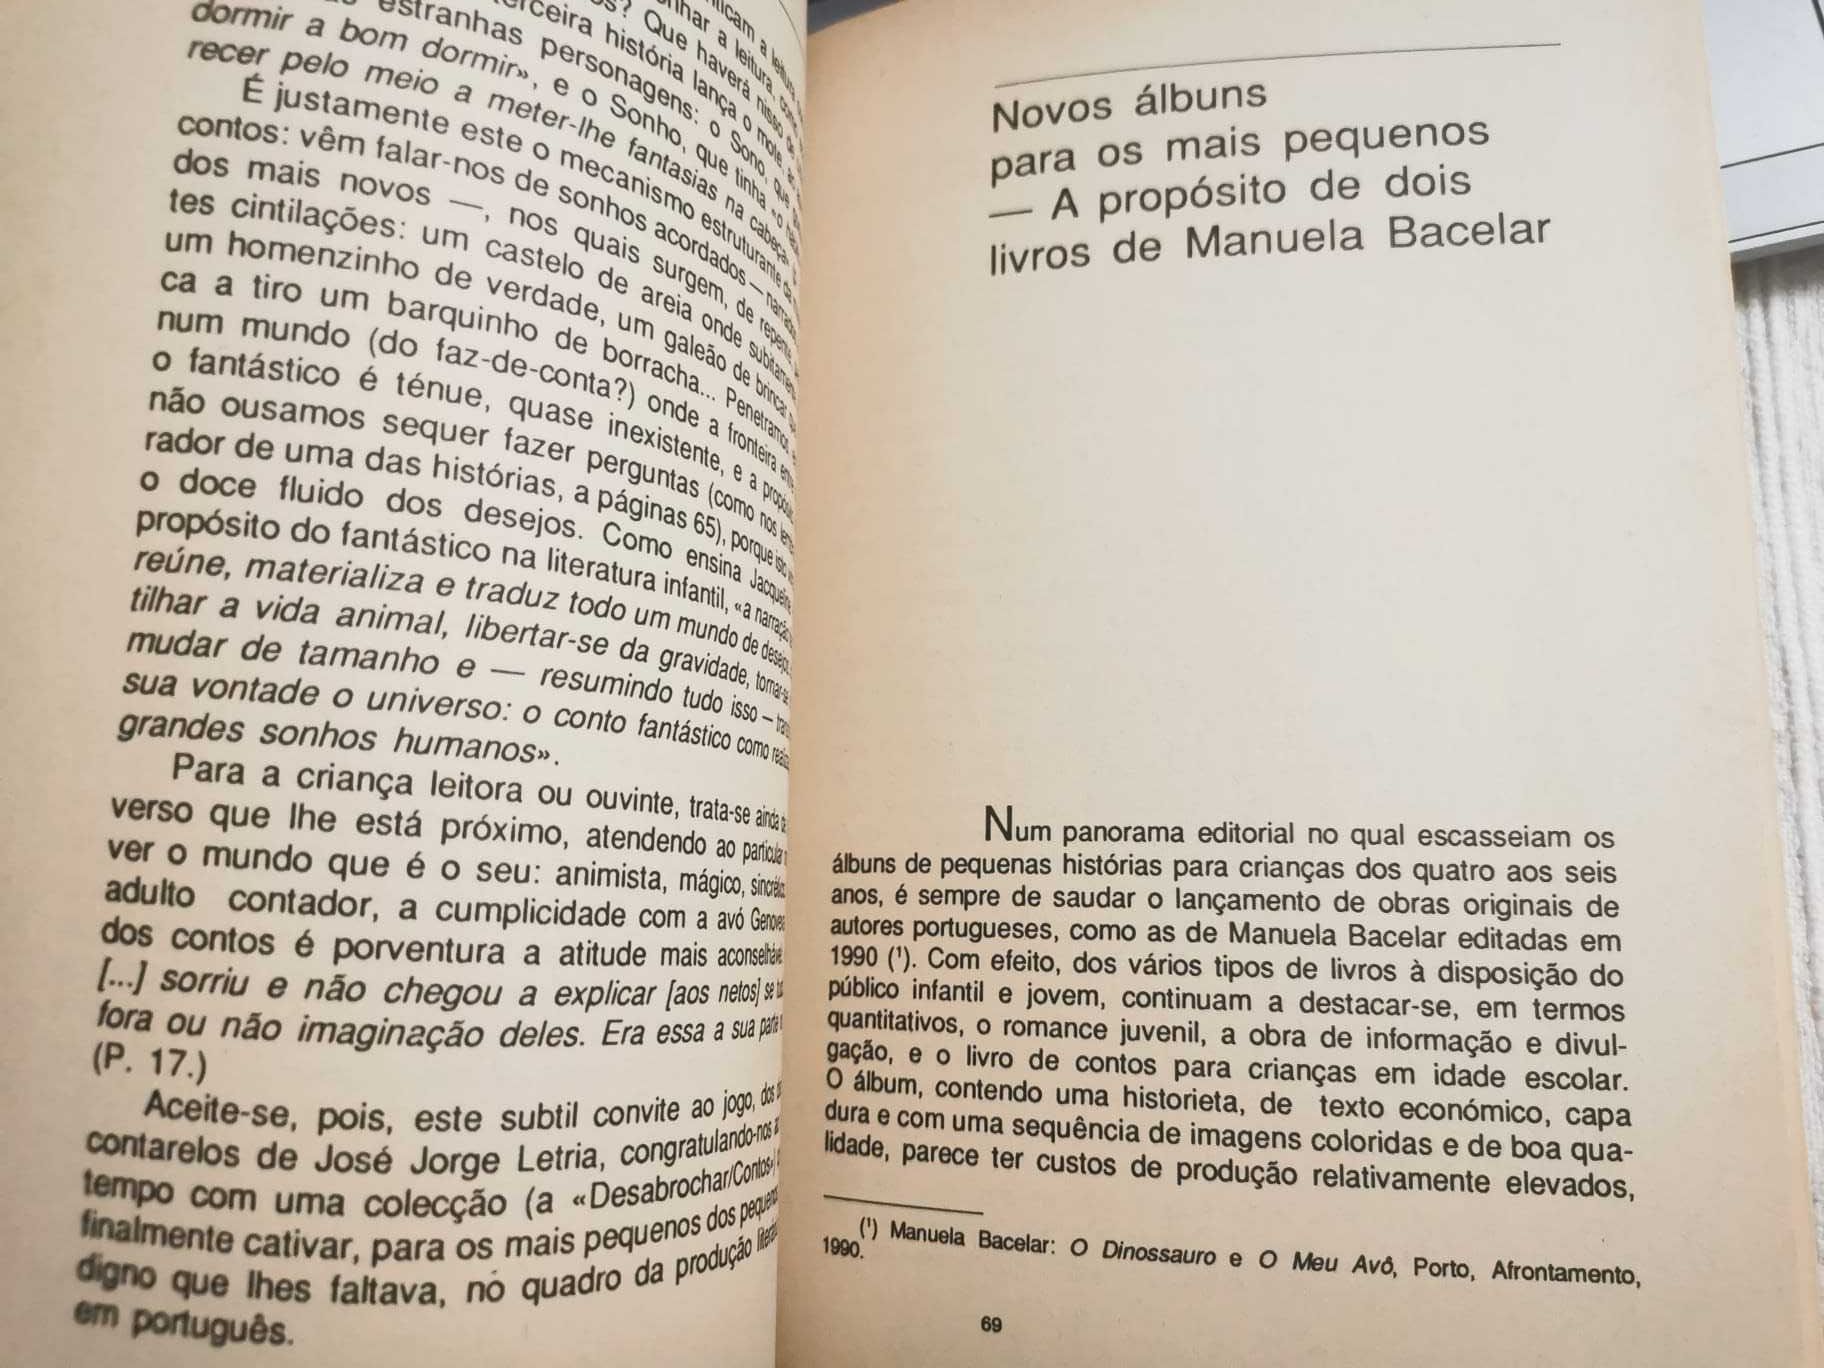 estranhas personagens: o Sono, que
dormir a bom dormir», e o Sonho, que tinha «o
recer pelo meio a meter-lhe fantasias na cabeça»
É justamente este o mecanismo estruturante da
contos: vêm falar-nos de sonhos acordados — narrados
dos mais novos —, nos quais surgem, de repente,
tes cintilações: um castelo de areia onde subitamente
um homenzinho de verdade, um galeão de brincar
ca a tiro um barquinho de borracha... Penetramos,
num mundo (do faz-de-conta?) onde a fronteira entre
o fantástico é ténue, quase inexistente, e a propósito
não ousamos sequer fazer perguntas (como nos
rador de uma das histórias, a páginas 65), porque isto
o doce fluido dos desejos. Como ensina Jacqueline
propósito do fantástico na literatura infantil, «a narração
reúne, materializa e traduz todo um mundo de desejos
tilhar a vida animal, libertar-se da gravidade, tornar-se
mudar de tamanho e — resumindo tudo isso –
sua vontade o universo: o conto fantástico como
grandes sonhos humanos».
Para a criança leitora ou ouvinte, trata-se ainda
verso que lhe está próximo, atendendo ao particular
ver o mundo que é o seu: animista, mágico,
adulto contador, a cumplicidade com a avó
dos contos é porventura a atitude mais
[...] sorriu e não chegou a explicar [aos netos] se
fora ou não imaginação deles. Era essa a sua
(P. 17.)
Aceite-se, pois, este subtil convite ao jogo, dos
contarelos de José Jorge Letria, congratulando-nos
tempo com uma colecção (a «Desabrochar/Contos»)
finalmente cativar, para os mais pequenos dos
digno que lhes faltava, no quadro da produção
em português.
Novos álbuns
para os mais pequenos
— A propósito de dois
livros de Manuela Bacelar
Num panorama editorial no qual escasseiam os
álbuns de pequenas histórias para crianças dos quatro aos seis
anos, é sempre de saudar o lançamento de obras originais de
autores portugueses, como as de Manuela Bacelar editadas em
1990 (¹). Com efeito, dos vários tipos de livros à disposição do
público infantil e jovem, continuam a destacar-se, em termos
quantitativos, o romance juvenil, a obra de informação e divul-
gação, e o livro de contos para crianças em idade escolar.
O álbum, contendo uma historieta, de texto económico, capa
dura e com uma sequência de imagens coloridas e de boa qua-
lidade, parece ter custos de produção relativamente elevados,
(¹) Manuela Bacelar: O Dinossauro e O Meu Avô, Porto, Afrontamento,
1990.
69